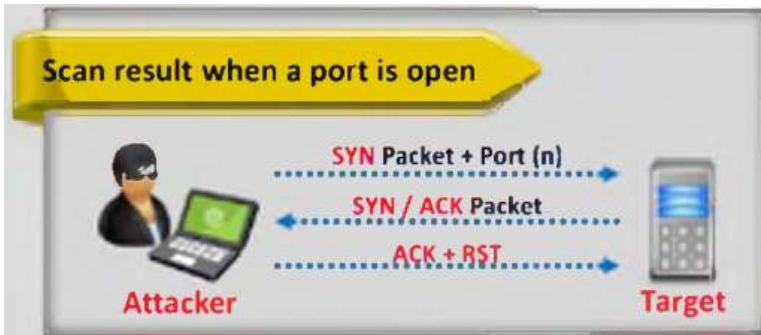 Scan result when a port is open
SYN Packet + Port (n)
SYN / ACK Packet
ACK + RST
Attacker
Target